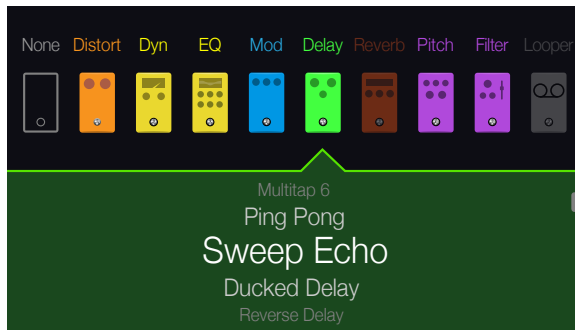 None Distort Dyn EQ Mod Delay Reverb Pitch Filter Looper
Multitap 6
Ping Pong
Sweep Echo
Ducked Delay
Reverse Delay